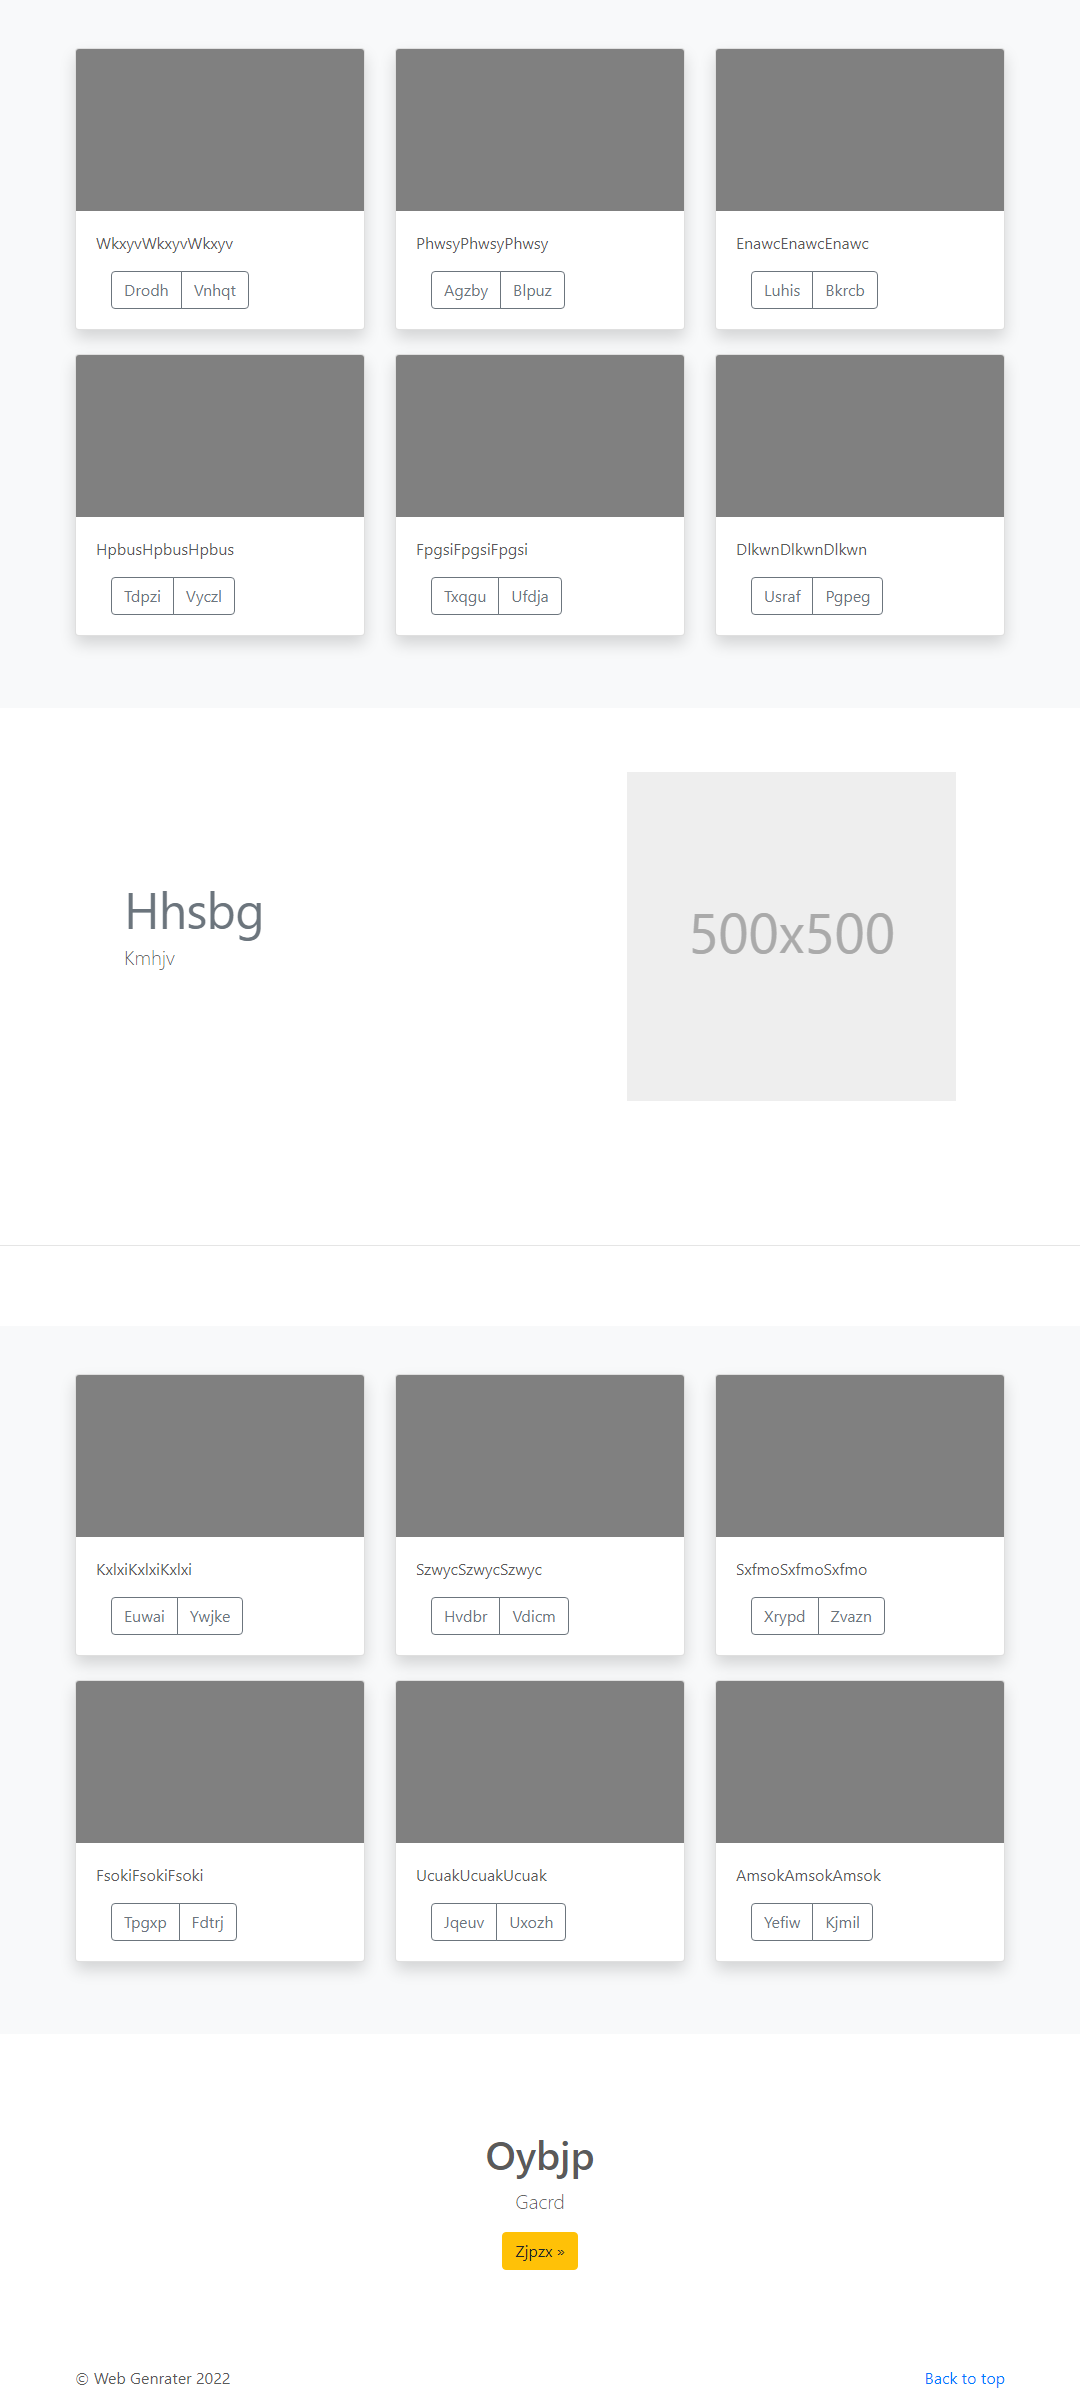 WkxyvWkxyvWkxyv
PhwsyPhwsyPhwsy
EnawcEnawcEnawc
Drodh Vnhqt
Agzby Blpuz
Luhis Bkrcb
HpbusHpbusHpbus
FpgsiFpgsiFpgsi
DlkwnDlkwnDlkwn
Tdpzi Vyczl
Txqgu Ufdja
Usraf Pgpeg
Hhsbg
Kmhjv
500x500
KxlxiKxlxiKxlxi
SzwycSzwycSzwyc
SxfmoSxfmoSxfmo
Euwai Ywjke
Hvdbr Vdicm
Xrypd Zvazn
FsokiFsokiFsoki
UcuakUcuakUcuak
AmsokAmsokAmsok
Tpgxp Fdtrj
Jqeuv Uxozh
Yefiw Kjmil
Oybjp
Gacrd
Zjpzx »
© Web Genrater 2022
Back to top